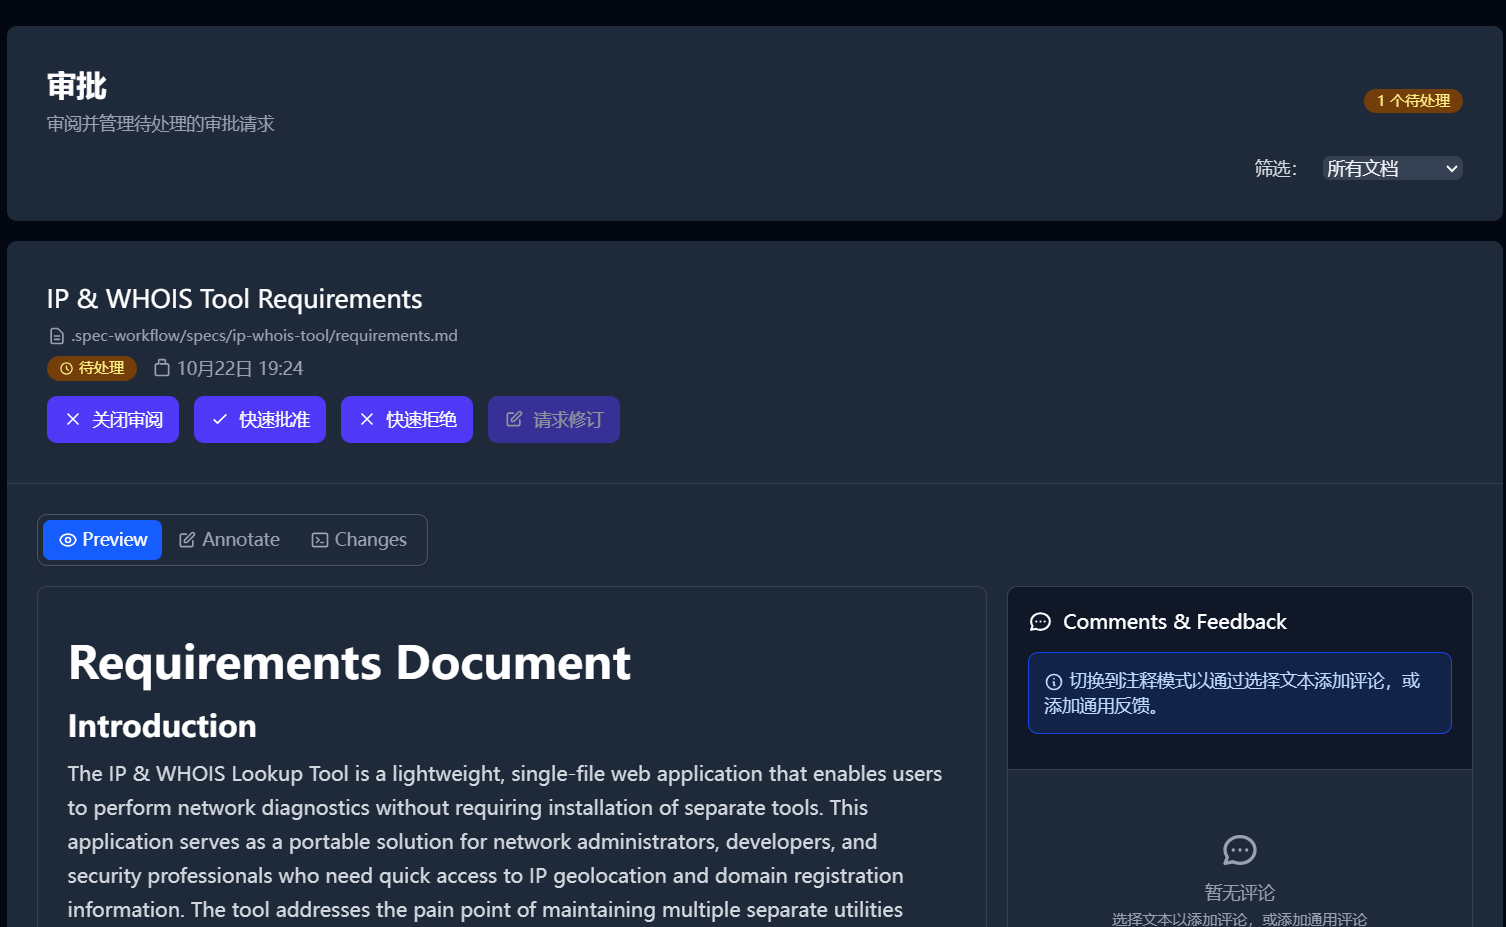 审批
审阅并管理待处理的审批请求
1 个待处理
筛选：
所有文档
IP & WHOIS Tool Requirements
.spec-workflow/specs/ip-whois-tool/requirements.md
待处理
10月22日 19:24
关闭审阅
快速批准
快速拒绝
请求修订
Preview
Annotate
Changes
Requirements Document
Introduction
The IP & WHOIS Lookup Tool is a lightweight, single-file web application that enables users
to perform network diagnostics without requiring installation of separate tools. This
application serves as a portable solution for network administrators, developers, and
security professionals who need quick access to IP geolocation and domain registration
information. The tool addresses the pain point of maintaining multiple separate utilities
Comments & Feedback
切换到注释模式以通过选择文本添加评论，或
添加通用反馈。
暂无评论
选择文本以添加评论，或添加通用评论